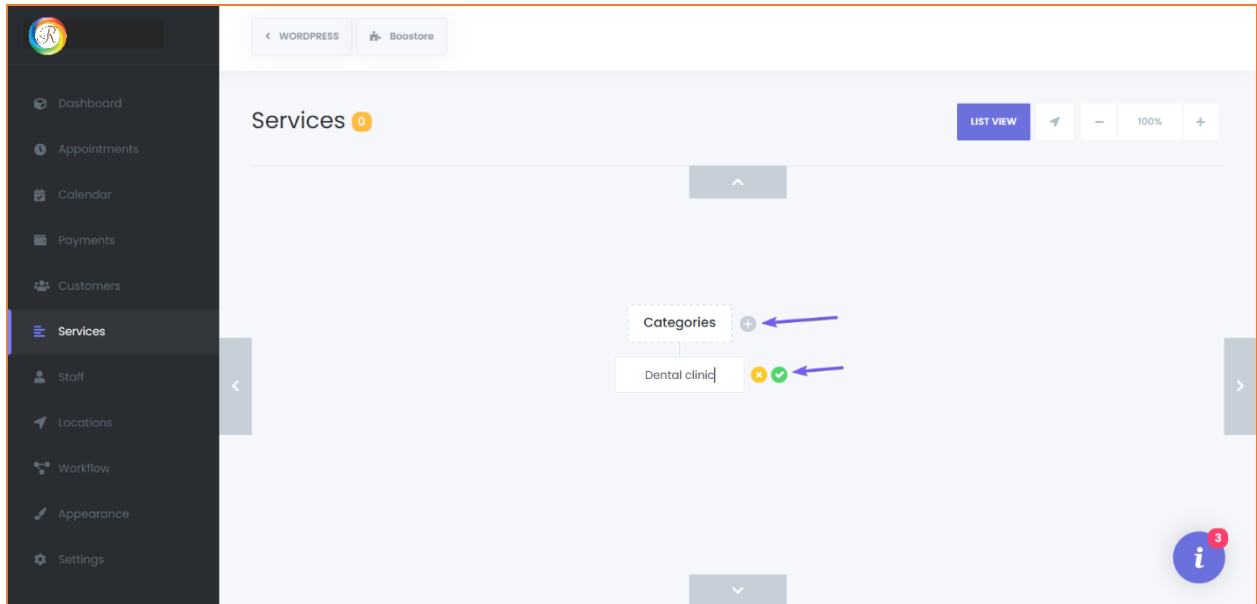 R
WORDPRESS
Boostore
Dashboard
Appointments
Calendar
Payments
Customers
Services
Staff
Locations
Workflow
Appearance
Settings
Services 0
LIST VIEW
100%
Categories
Dental clinic
3
i